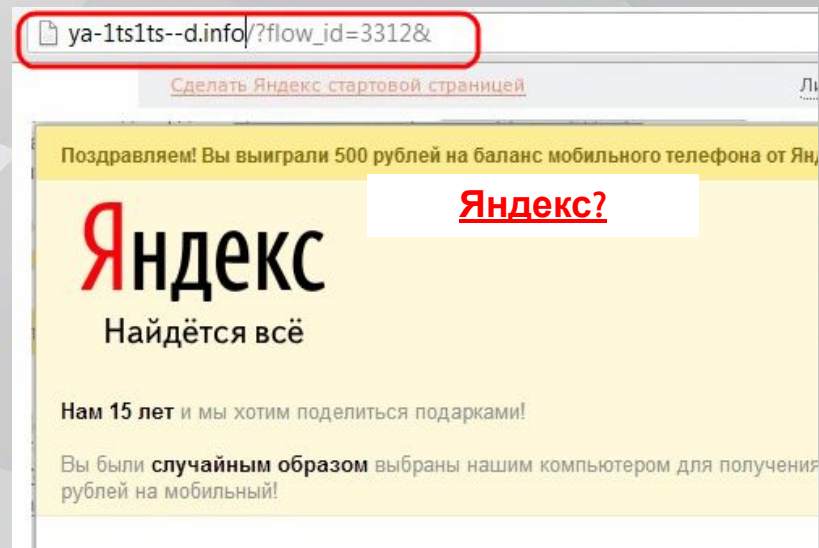 ya-1ts1ts--d.info/?flow_id=3312&
Сделать Яндекс стартовой страницей
Ли
Поздравляем! Вы выиграли 500 рублей на баланс мобильного телефона от Янд
Яндекс?
Яндекс
Найдётся всё
Нам 15 лет и мы хотим поделиться подарками!
Вы были случайным образом выбраны нашим компьютером для получения
рублей на мобильный!